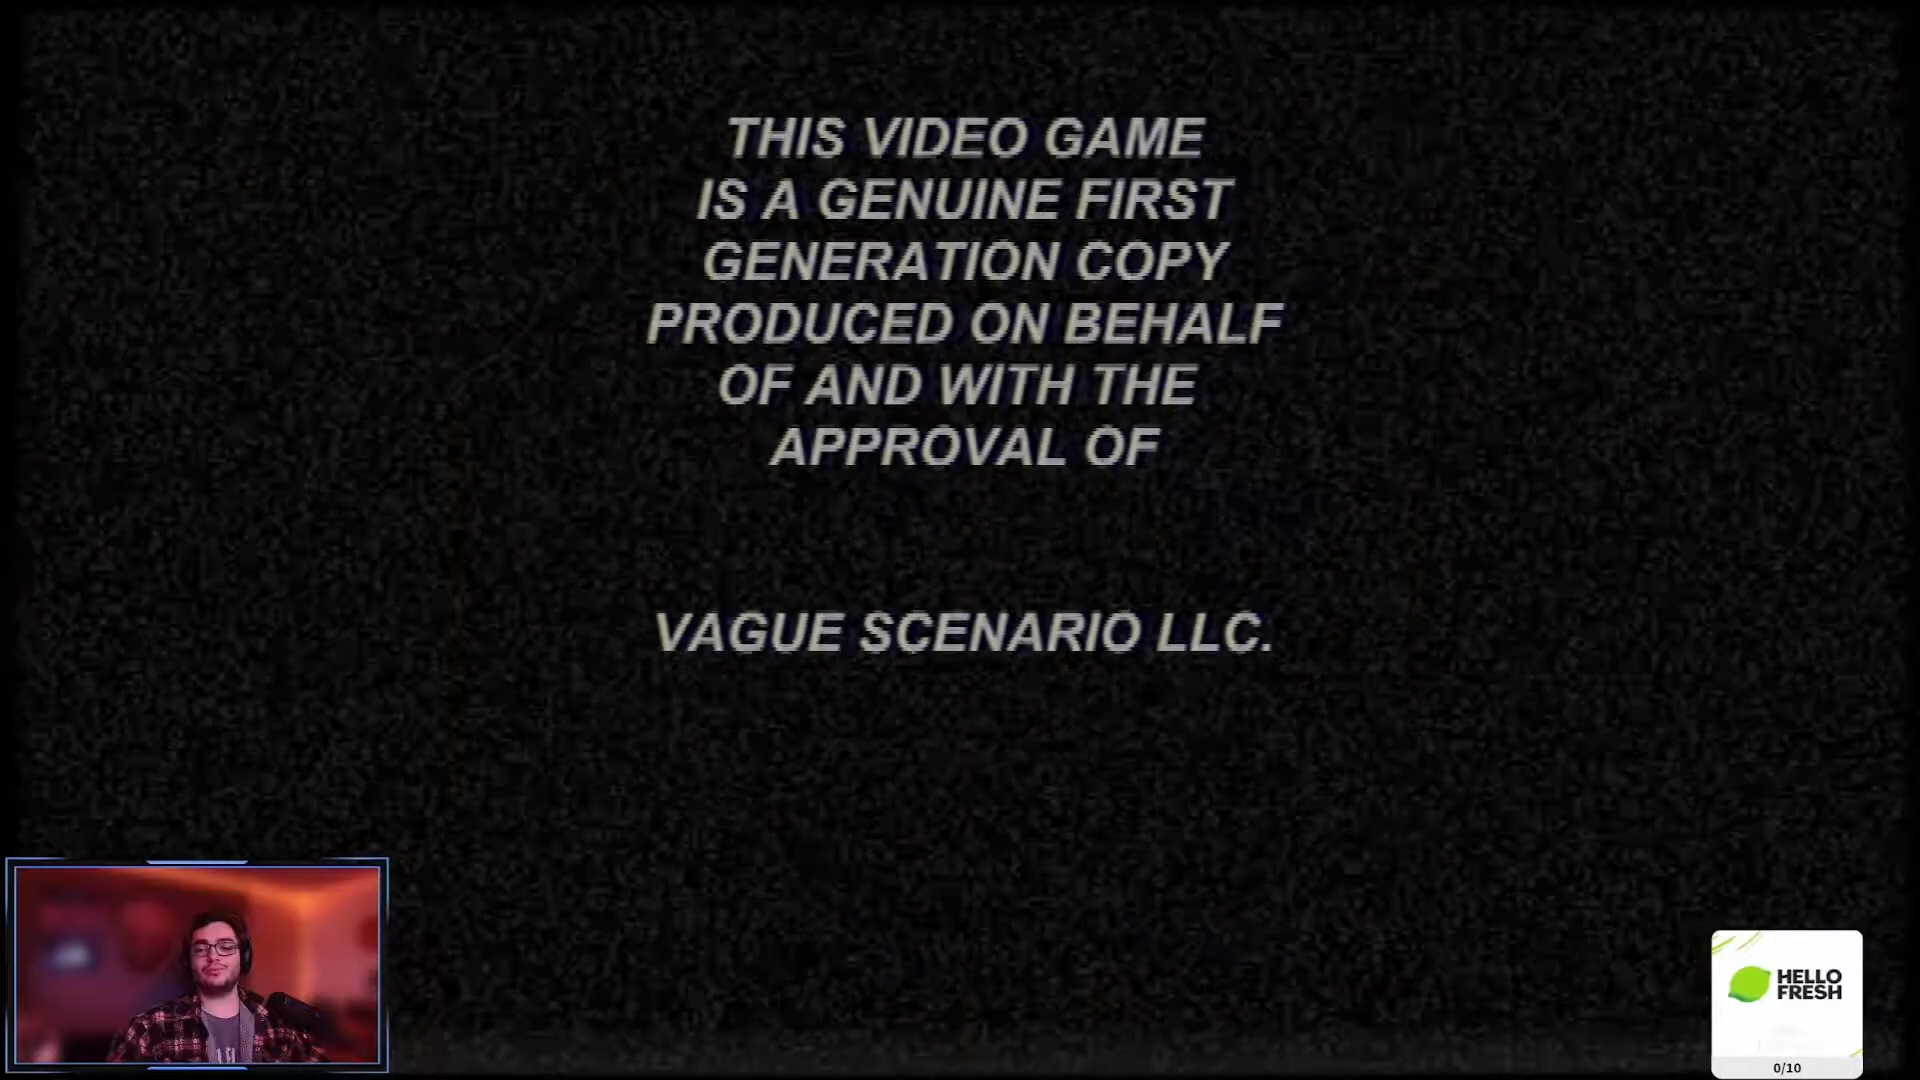 THIS VIDEO GAME
IS A GENUINE FIRST
GENERATION COPY
PRODUCED ON BEHALF
OF AND WITH THE
APPROVAL OF
VAGUE SCENARIO LLC.
HELLO
FRESH
0/10